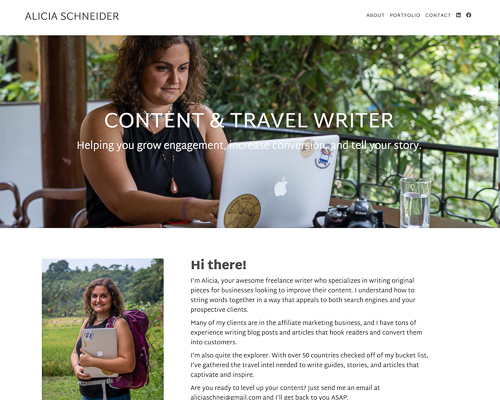 ALICIA SCHNEIDER
ABOUT PORTFOLIO CONTACT
CONTENT & TRAVEL WRITER
Helping you grow engagement, increase conversion, and tell your story.
Hi there!
I'm Alicia, your awesome freelance writer who specializes in writing original
pieces for businesses looking to improve their content. I understand how to
string words together in a way that appeals to both search engines and your
prospective clients.
Many of my clients are in the affiliate marketing business, and I have tons of
experience writing blog posts and articles that hook readers and convert them
into customers.
I'm also quite the explorer. With over 50 countries checked off of my bucket list,
I've gathered the travel intel needed to write guides, stories, and articles that
captivate and inspire.
Are you ready to level up your content? Just send me an email at
aliciaschnei@gmail.com and I'll get back to you ASAP.